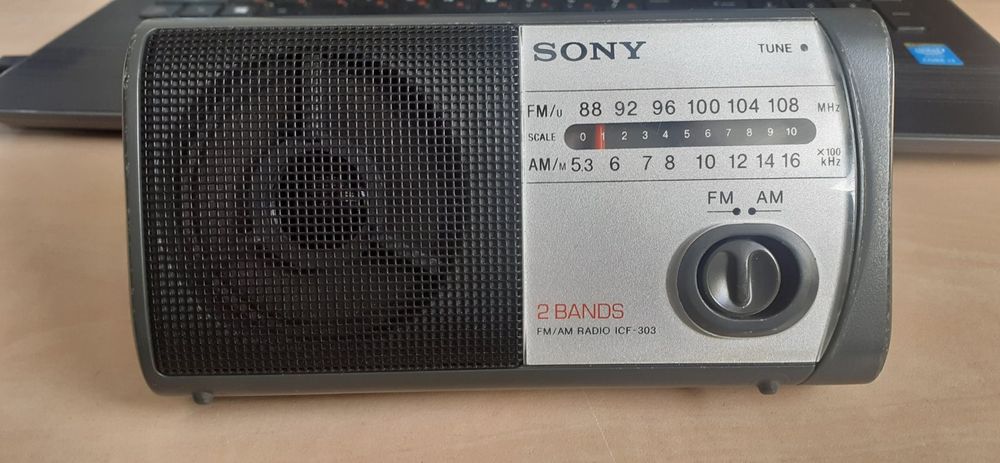 SONY
TUNE
FM/U 88 92 96 100 104 108 MHz
SCALE 0 1 2 3 4 5 6 7 8 9 10
AM/M 5.3 6 7 8 10 12 14 16 ×100 kHz
FM AM
2 BANDS
FM/AM RADIO ICF-303